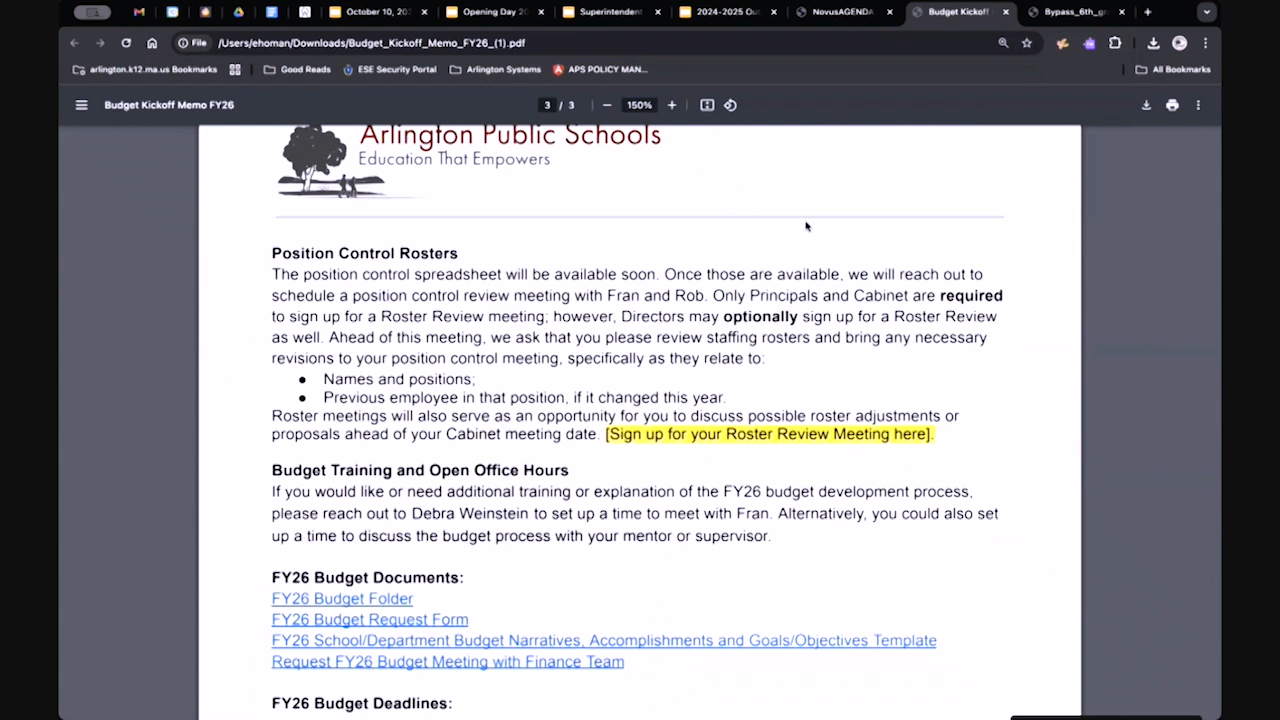 October 10, 202
Opening Day 20
Superintendent
2024-2025 Out
NovusAGENDA
Budget Kickoff
Bypass_6th_gr
File
/Users/ehoman/Downloads/Budget_Kickoff_Memo_FY26_(1).pdf
arlington.k12.ma.us Bookmarks
Good Reads
ESE Security Portal
Arlington Systems
APS POLICY MAN...
All Bookmarks
Budget Kickoff Memo FY26
3 / 3
150%
Arlington Public Schools
Education That Empowers
Position Control Rosters
The position control spreadsheet will be available soon. Once those are available, we will reach out to
schedule a position control review meeting with Fran and Rob. Only Principals and Cabinet are required
to sign up for a Roster Review meeting; however, Directors may optionally sign up for a Roster Review
as well. Ahead of this meeting, we ask that you please review staffing rosters and bring any necessary
revisions to your position control meeting, specifically as they relate to:
● Names and positions;
● Previous employee in that position, if it changed this year.
Roster meetings will also serve as an opportunity for you to discuss possible roster adjustments or
proposals ahead of your Cabinet meeting date. [Sign up for your Roster Review Meeting here].
Budget Training and Open Office Hours
If you would like or need additional training or explanation of the FY26 budget development process,
please reach out to Debra Weinstein to set up a time to meet with Fran. Alternatively, you could also set
up a time to discuss the budget process with your mentor or supervisor.
FY26 Budget Documents:
FY26 Budget Folder
FY26 Budget Request Form
FY26 School/Department Budget Narratives, Accomplishments and Goals/Objectives Template
Request FY26 Budget Meeting with Finance Team
FY26 Budget Deadlines: